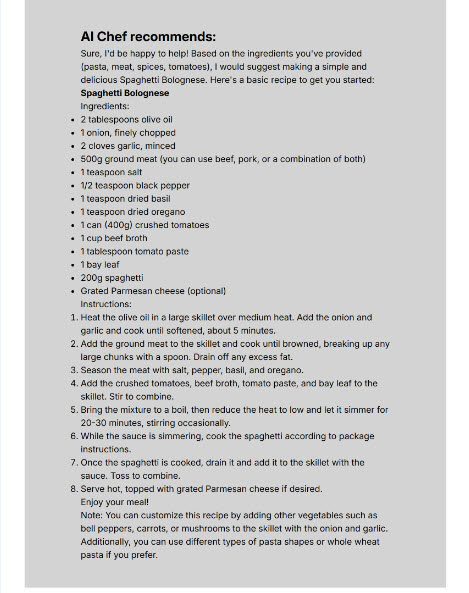 AI Chef recommends:
Sure, I'd be happy to help! Based on the ingredients you've provided
(pasta, meat, spices, tomatoes), I would suggest making a simple and
delicious Spaghetti Bolognese. Here's a basic recipe to get you started:
Spaghetti Bolognese
Ingredients:
• 2 tablespoons olive oil
• 1 onion, finely chopped
• 2 cloves garlic, minced
• 500g ground meat (you can use beef, pork, or a combination of both)
• 1 teaspoon salt
• 1/2 teaspoon black pepper
• 1 teaspoon dried basil
• 1 teaspoon dried oregano
• 1 can (400g) crushed tomatoes
• 1 cup beef broth
• 1 tablespoon tomato paste
• 1 bay leaf
• 200g spaghetti
• Grated Parmesan cheese (optional)
Instructions:
1. Heat the olive oil in a large skillet over medium heat. Add the onion and
garlic and cook until softened, about 5 minutes.
2. Add the ground meat to the skillet and cook until browned, breaking up any
large chunks with a spoon. Drain off any excess fat.
3. Season the meat with salt, pepper, basil, and oregano.
4. Add the crushed tomatoes, beef broth, tomato paste, and bay leaf to the
skillet. Stir to combine.
5. Bring the mixture to a boil, then reduce the heat to low and let it simmer for
20-30 minutes, stirring occasionally.
6. While the sauce is simmering, cook the spaghetti according to package
instructions.
7. Once the spaghetti is cooked, drain it and add it to the skillet with the
sauce. Toss to combine.
8. Serve hot, topped with grated Parmesan cheese if desired.
Enjoy your meal!
Note: You can customize this recipe by adding other vegetables such as
bell peppers, carrots, or mushrooms to the skillet with the onion and garlic.
Additionally, you can use different types of pasta shapes or whole wheat
pasta if you prefer.